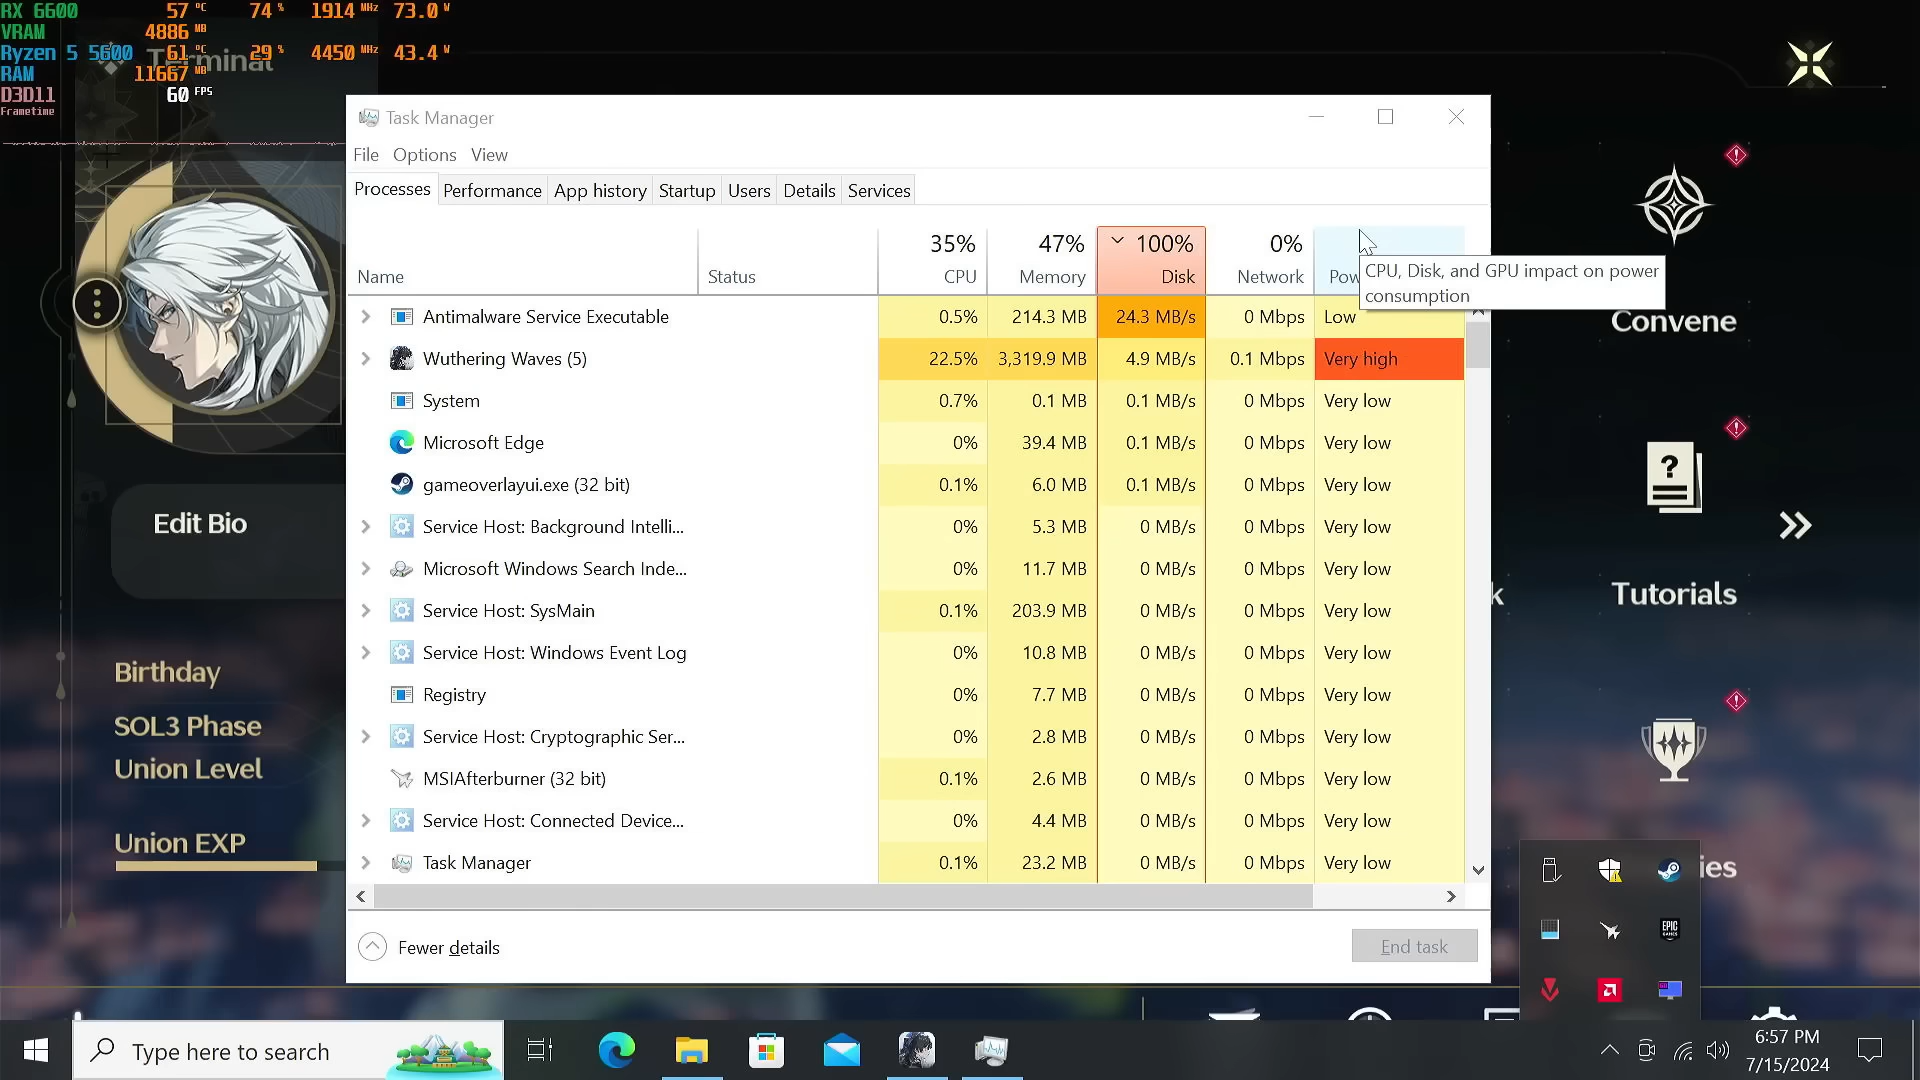 RX 6600 57 °C 74 % 1914 MHz 73.0 W
VRAM 4886 MB
Ryzen 5 5600 61 °C 29 % 4450 MHz 43.4 W
RAM 11667 MB
D3D11 60 FPS
Frametime
Terminal
Task Manager
File Options View
Processes Performance App history Startup Users Details Services
35% 47% 100% 0%
Name Status CPU Memory Disk Network Pow
CPU, Disk, and GPU impact on power
consumption
Antimalware Service Executable 0.5% 214.3 MB 24.3 MB/s 0 Mbps Low
Wuthering Waves (5) 22.5% 3,319.9 MB 4.9 MB/s 0.1 Mbps Very high
System 0.7% 0.1 MB 0.1 MB/s 0 Mbps Very low
Microsoft Edge 0% 39.4 MB 0.1 MB/s 0 Mbps Very low
gameoverlayui.exe (32 bit) 0.1% 6.0 MB 0.1 MB/s 0 Mbps Very low
Service Host: Background Intelli... 0% 5.3 MB 0 MB/s 0 Mbps Very low
Microsoft Windows Search Inde... 0% 11.7 MB 0 MB/s 0 Mbps Very low
Service Host: SysMain 0.1% 203.9 MB 0 MB/s 0 Mbps Very low
Service Host: Windows Event Log 0% 10.8 MB 0 MB/s 0 Mbps Very low
Registry 0% 7.7 MB 0 MB/s 0 Mbps Very low
Service Host: Cryptographic Ser... 0% 2.8 MB 0 MB/s 0 Mbps Very low
MSIAfterburner (32 bit) 0.1% 2.6 MB 0 MB/s 0 Mbps Very low
Service Host: Connected Device... 0% 4.4 MB 0 MB/s 0 Mbps Very low
Task Manager 0.1% 23.2 MB 0 MB/s 0 Mbps Very low
Fewer details End task
Edit Bio
Birthday
SOL3 Phase
Union Level
Union EXP
Convene
k
Tutorials
ies
EPIC GAMES
Type here to search
6:57 PM
7/15/2024